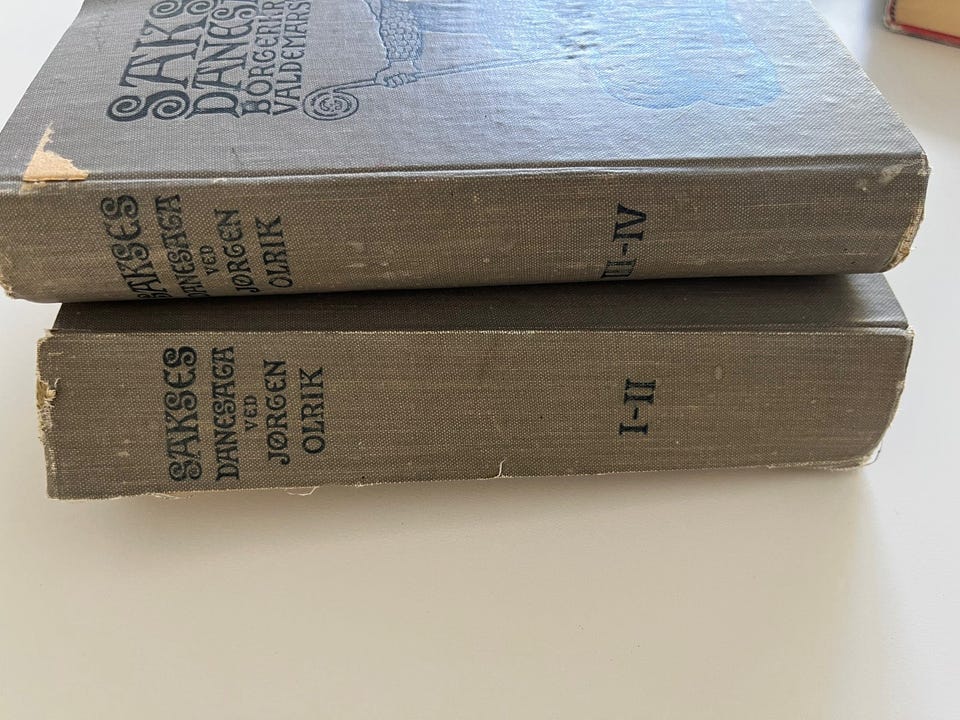 SAKS
DANES
BORGERKR
VALDEMARS
SAKSES
DANESAGA
VED
JØRGEN
OLRIK
III-IV
SAKSES
DANESAGA
VED
JØRGEN
OLRIK
I-II